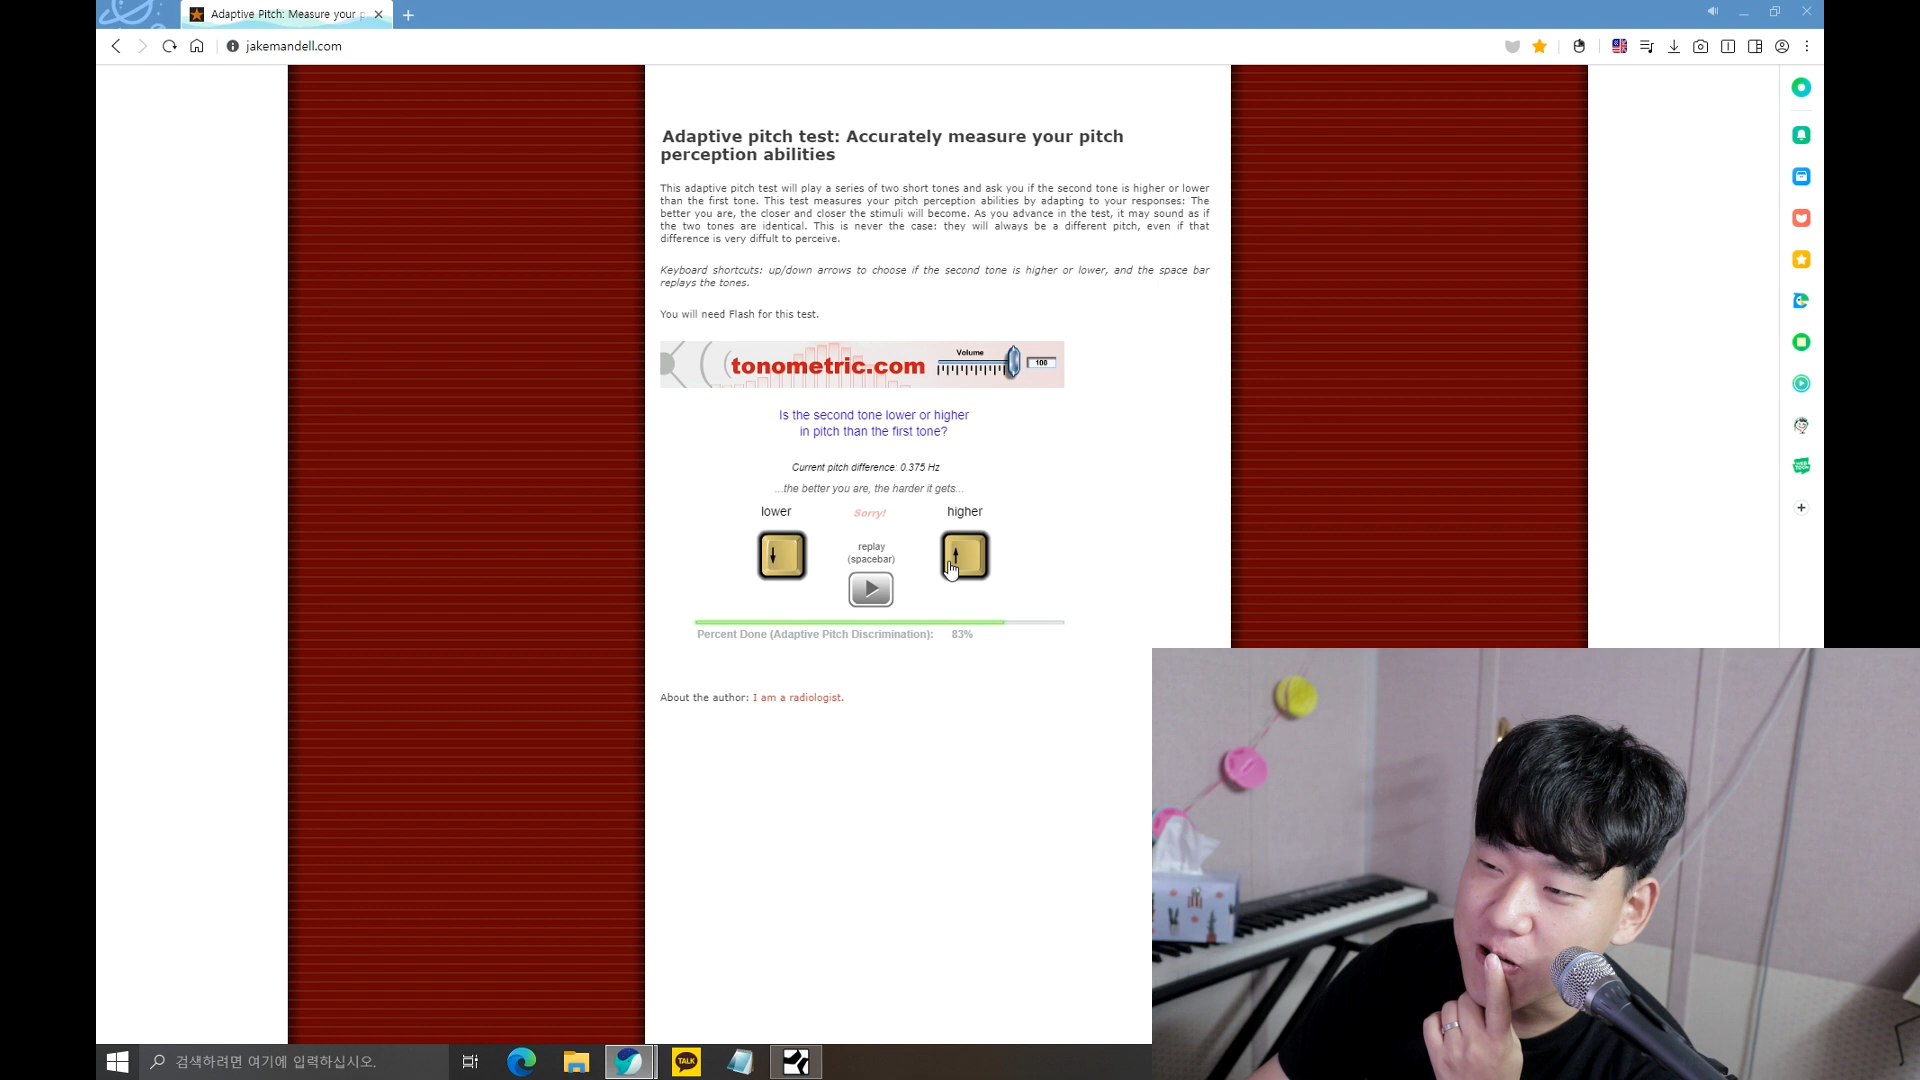 Adaptive Pitch: Measure your p
jakemandell.com
Adaptive pitch test: Accurately measure your pitch
perception abilities
This adaptive pitch test will play a series of two short tones and ask you if the second tone is higher or lower
than the first tone. This test measures your pitch perception abilities by adapting to your responses: The
better you are, the closer and closer the stimuli will become. As you advance in the test, it may sound as if
the two tones are identical. This is never the case: they will always be a different pitch, even if that
difference is very diffult to perceive.
Keyboard shortcuts: up/down arrows to choose if the second tone is higher or lower, and the space bar
replays the tones.
You will need Flash for this test.
tonometric.com
Volume
100
Is the second tone lower or higher
in pitch than the first tone?
Current pitch difference: 0.375 Hz
...the better you are, the harder it gets...
lower Sorry! higher
replay
(spacebar)
Percent Done (Adaptive Pitch Discrimination): 83%
About the author: I am a radiologist.
검색하려면 여기에 입력하십시오.
TALK